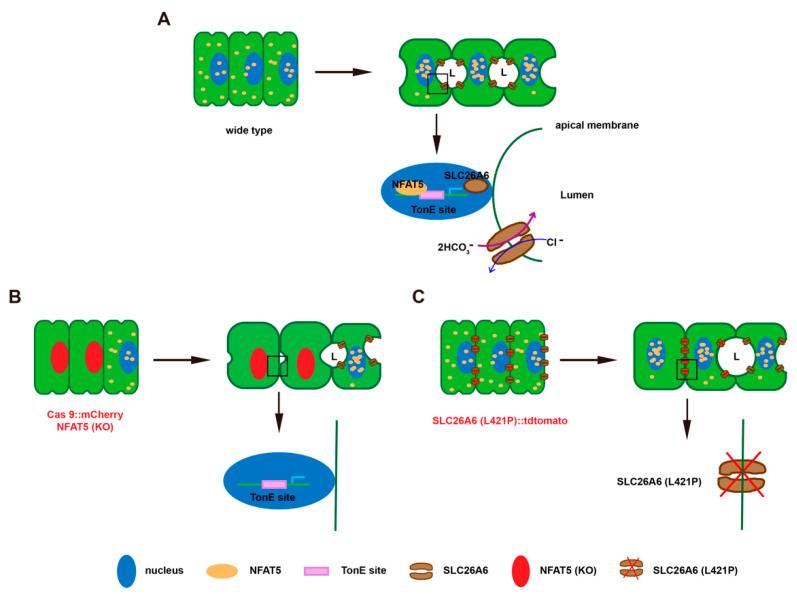 A
L
L
wide type
apical membrane
NFAT5
SLC26A6
TonE site
Lumen
2HCO3-
Cl-
B
C
L
L
Cas 9::mCherry
NFAT5 (KO)
SLC26A6 (L421P)::tdtomato
TonE site
SLC26A6 (L421P)
nucleus
NFAT5
TonE site
SLC26A6
NFAT5 (KO)
SLC26A6 (L421P)